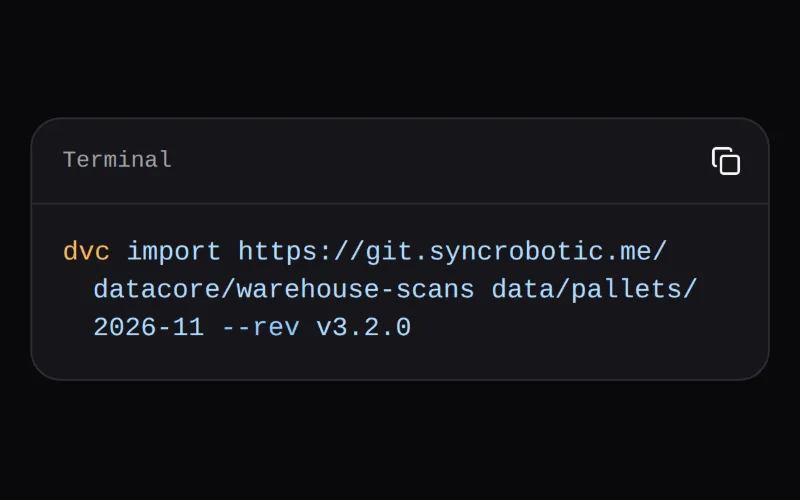 Terminal
dvc import https://git.syncrobotic.me/
datacore/warehouse-scans data/pallets/
2026-11 --rev v3.2.0